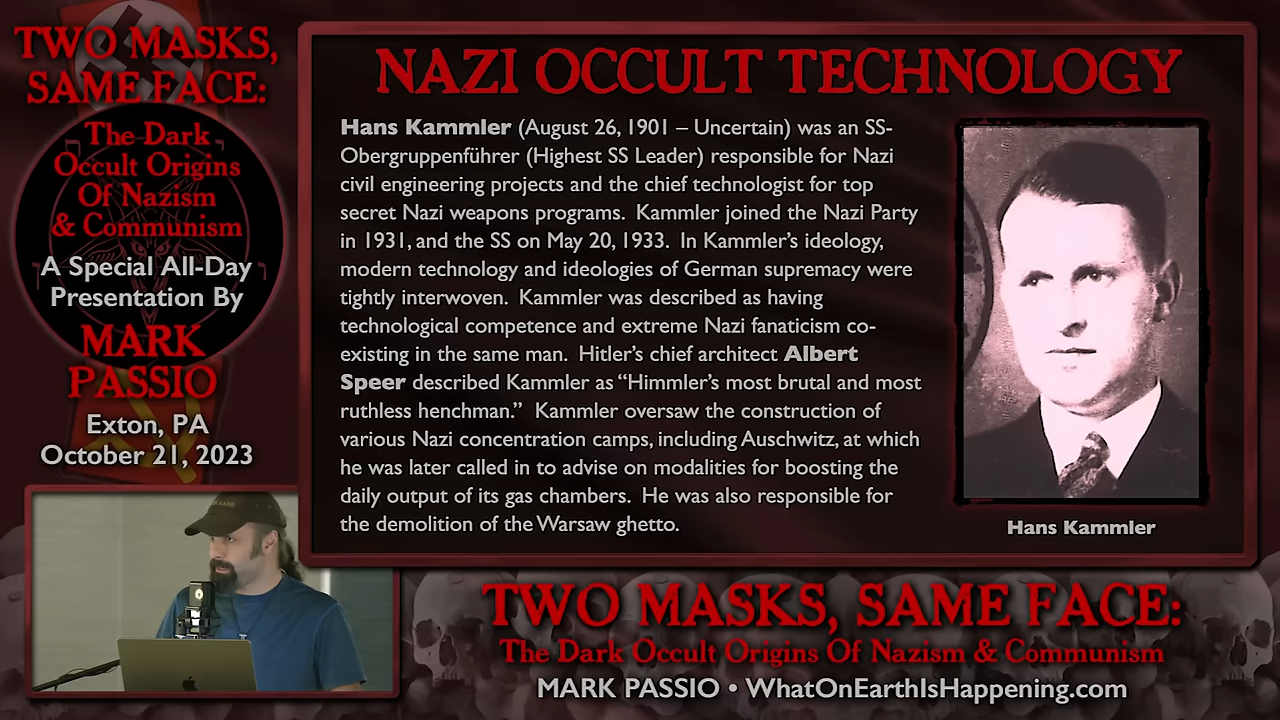 TWO MASKS,
SAME FACE:
The Dark
Occult Origins
Of Nazism
& Communism
A Special All-Day
Presentation By
MARK
PASSIO
Exton, PA
October 21, 2023
NAZI OCCULT TECHNOLOGY
Hans Kammler (August 26, 1901 – Uncertain) was an SS-
Obergruppenführer (Highest SS Leader) responsible for Nazi
civil engineering projects and the chief technologist for top
secret Nazi weapons programs.  Kammler joined the Nazi Party
in 1931, and the SS on May 20, 1933.  In Kammler's ideology,
modern technology and ideologies of German supremacy were
tightly interwoven.  Kammler was described as having
technological competence and extreme Nazi fanaticism co-
existing in the same man.  Hitler's chief architect Albert
Speer described Kammler as "Himmler's most brutal and most
ruthless henchman."  Kammler oversaw the construction of
various Nazi concentration camps, including Auschwitz, at which
he was later called in to advise on modalities for boosting the
daily output of its gas chambers.  He was also responsible for
the demolition of the Warsaw ghetto.
Hans Kammler
TWO MASKS, SAME FACE:
The Dark Occult Origins Of Nazism & Communism
MARK PASSIO • WhatOnEarthIsHappening.com